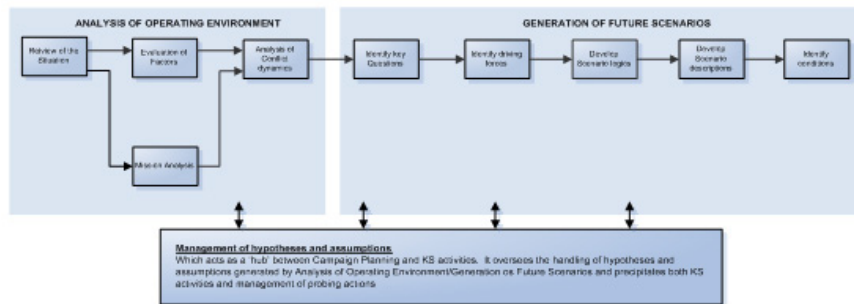 ANALYSIS OF OPERATING ENVIRONMENT
GENERATION OF FUTURE SCENARIOS
Review of the
Situation
Evaluation of
Factors
Analysis of
Conflict
dynamics
Identify key
Questions
Identify driving
forces
Develop
Scenario logics
Develop
Scenario
descriptions
Identify
conditions
Mission Analysis
Management of hypotheses and assumptions
Which acts as a 'hub' between Campaign Planning and KS activities. It oversees the handling of hypotheses and
assumptions generated by Analysis of Operating Environment/Generation os Future Scenarios and precipitates both KS
activities and management of probing actions